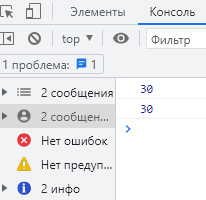 Элементы Консоль
top Фильтр
1 проблема: 1
2 сообщения
2 сообщен...
Нет ошибок
Нет предуп...
2 инфо
30
30